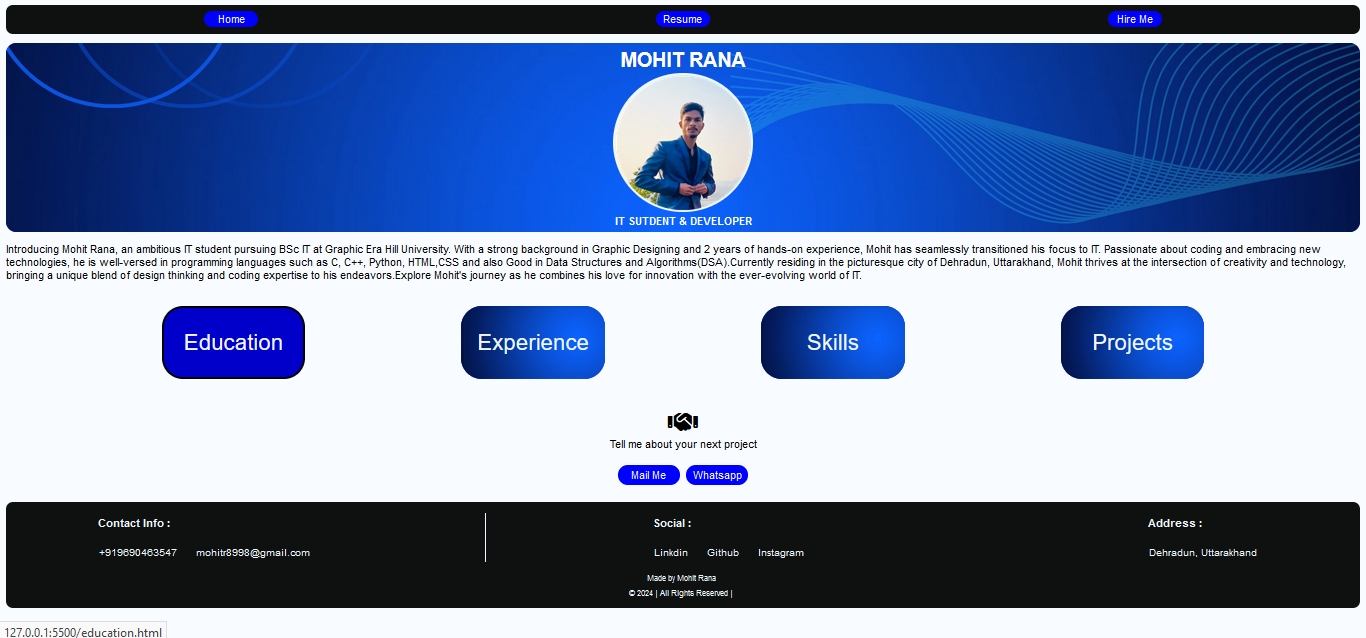 Home Resume Hire Me
MOHIT RANA
IT SUTDENT & DEVELOPER
Introducing Mohit Rana, an ambitious IT student pursuing BSc IT at Graphic Era Hill University. With a strong background in Graphic Designing and 2 years of hands-on experience, Mohit has seamlessly transitioned his focus to IT. Passionate about coding and embracing new
technologies, he is well-versed in programming languages such as C, C++, Python, HTML,CSS and also Good in Data Structures and Algorithms(DSA).Currently residing in the picturesque city of Dehradun, Uttarakhand, Mohit thrives at the intersection of creativity and technology,
bringing a unique blend of design thinking and coding expertise to his endeavors.Explore Mohit's journey as he combines his love for innovation with the ever-evolving world of IT.
Education Experience Skills Projects
Tell me about your next project
Mail Me Whatsapp
Contact Info : Social : Address :
+919690463547 mohitr8998@gmail.com Linkdin Github Instagram Dehradun, Uttarakhand
Made by Mohit Rana
© 2024 | All Rights Reserved |
127.0.0.1:5500/education.html